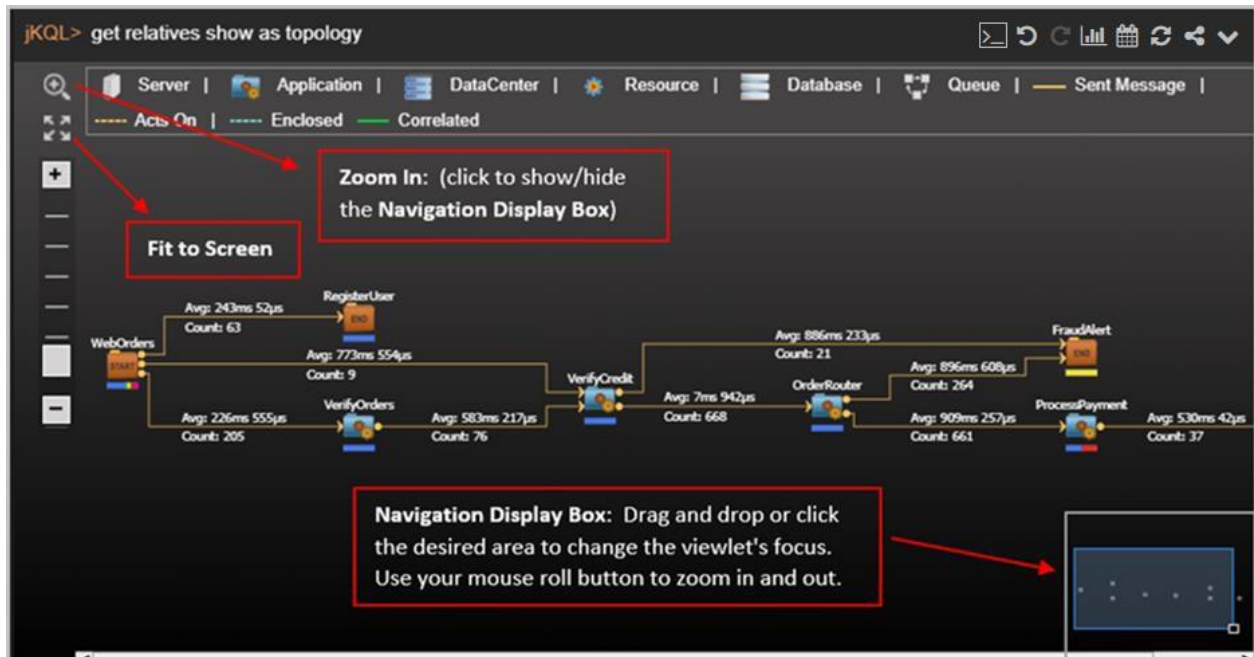 jKQL> get relatives show as topology
Server | Application | DataCenter | Resource | Database | Queue | Sent Message |
Acts On | Enclosed Correlated
Zoom In: (click to show/hide
the Navigation Display Box)
Fit to Screen
RegisterUser
Avg: 243ms 52µs
END
Count: 63
WebOrders
START
Avg: 773ms 554µs
Count: 9
Avg: 226ms 555µs
Count: 205
VerifyOrders
Avg: 583ms 217µs
Count: 76
VerifyCredit
Avg: 886ms 233µs
Count: 21
Avg: 7ms 942µs
Count: 668
OrderRouter
Avg: 896ms 608µs
Count: 264
FraudAlert
END
Avg: 909ms 257µs
Count: 661
ProcessPayment
Avg: 530ms 42µs
Count: 37
Navigation Display Box: Drag and drop or click
the desired area to change the viewlet's focus.
Use your mouse roll button to zoom in and out.